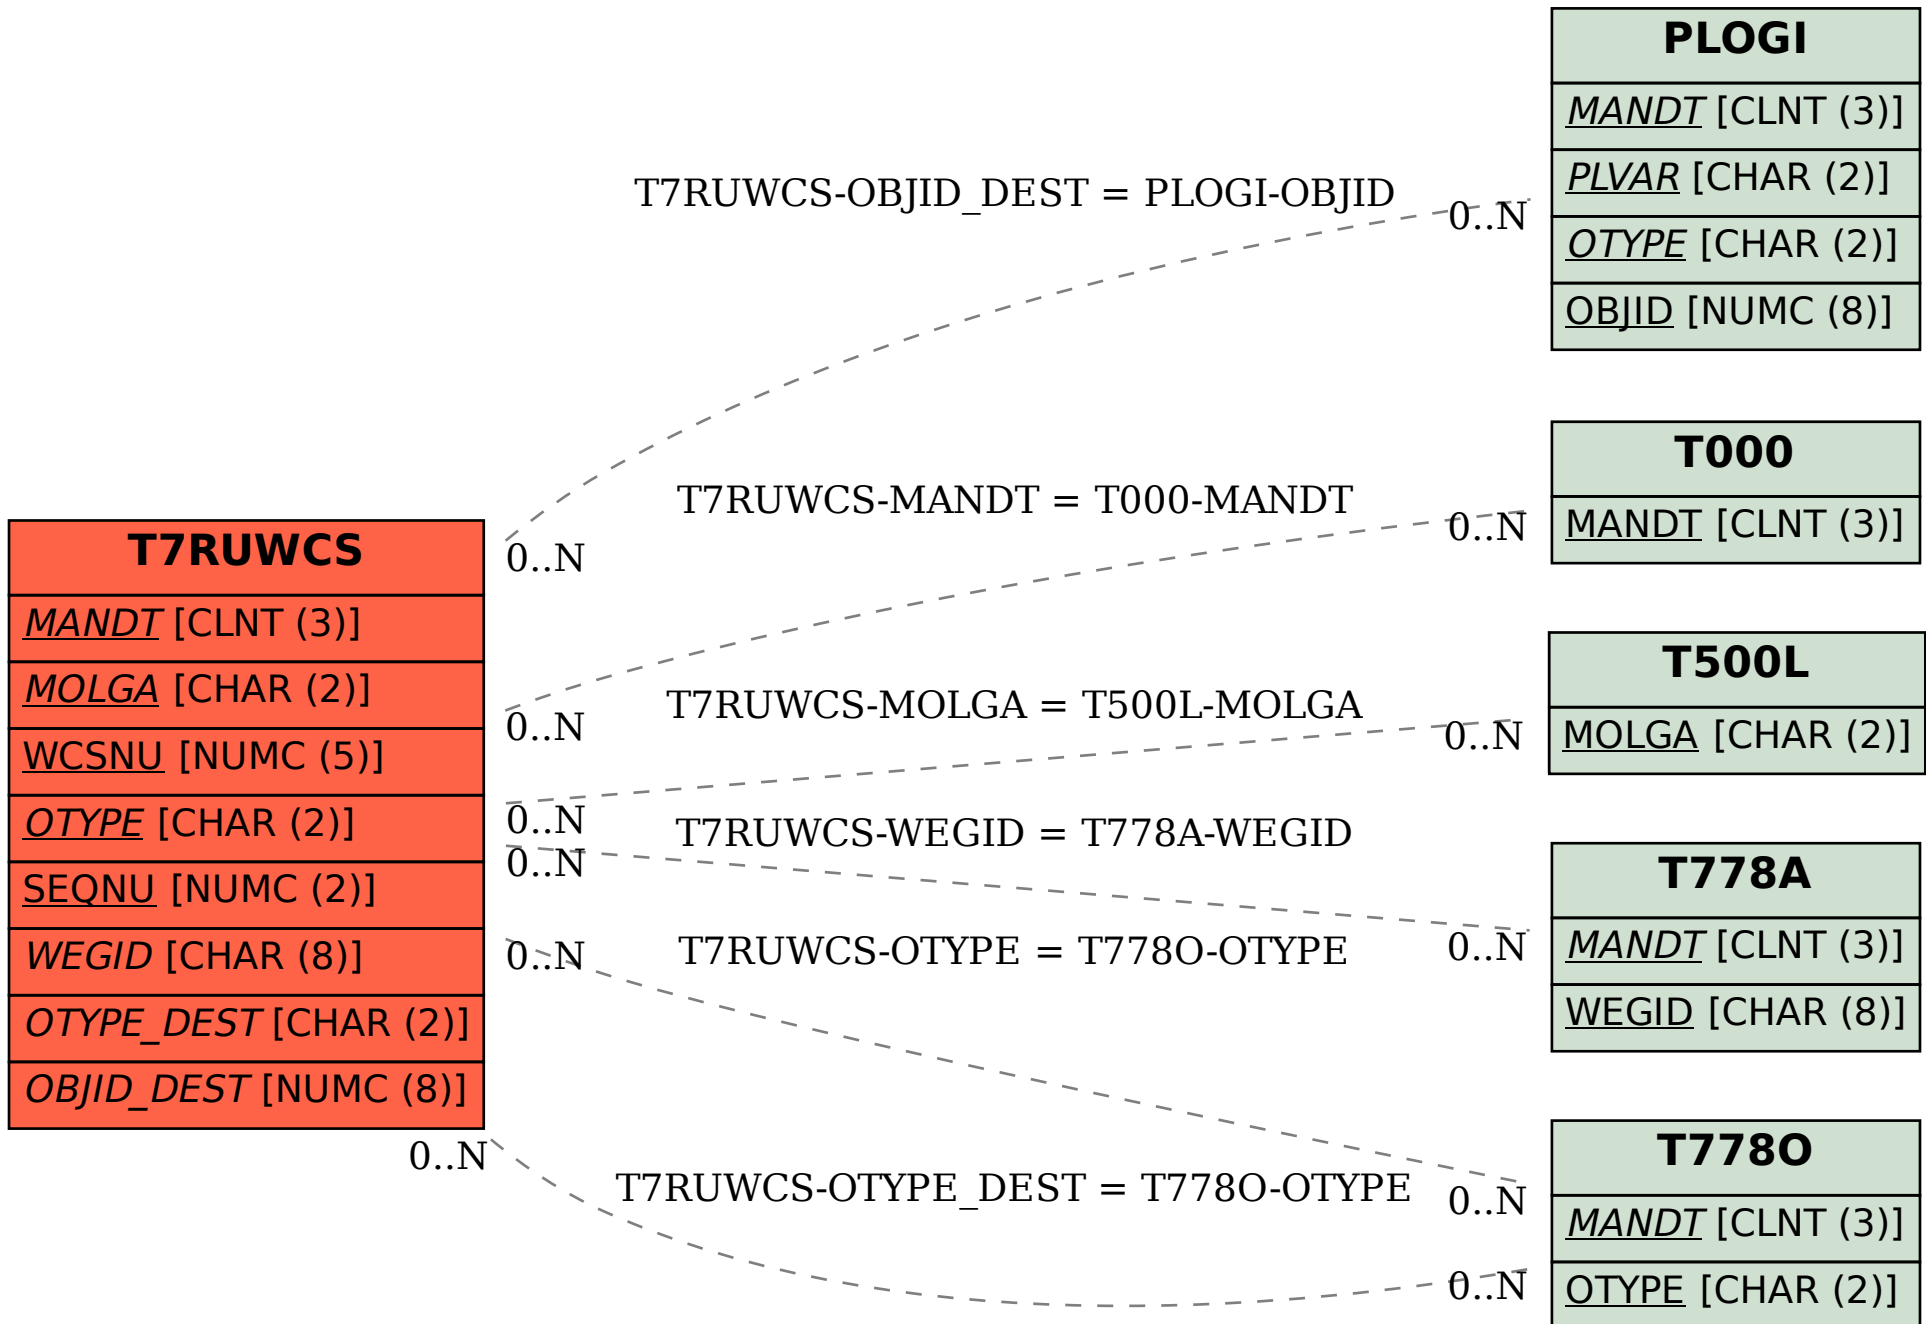 PLOGI
MANDT [CLNT (3)]
PLVAR [CHAR (2)]
OTYPE [CHAR (2)]
OBJID [NUMC (8)]
T7RUWCS-OBJID_DEST = PLOGI-OBJID
0..N
0..N
T000
MANDT [CLNT (3)]
T7RUWCS-MANDT = T000-MANDT
0..N
0..N
T7RUWCS
MANDT [CLNT (3)]
MOLGA [CHAR (2)]
WCSNU [NUMC (5)]
OTYPE [CHAR (2)]
SEQNU [NUMC (2)]
WEGID [CHAR (8)]
OTYPE_DEST [CHAR (2)]
OBJID_DEST [NUMC (8)]
T500L
MOLGA [CHAR (2)]
T7RUWCS-MOLGA = T500L-MOLGA
0..N
0..N
T7RUWCS-WEGID = T778A-WEGID
0..N
0..N
T778A
MANDT [CLNT (3)]
WEGID [CHAR (8)]
T7RUWCS-OTYPE = T778O-OTYPE
0..N
0..N
T778O
MANDT [CLNT (3)]
OTYPE [CHAR (2)]
T7RUWCS-OTYPE_DEST = T778O-OTYPE
0..N
0..N